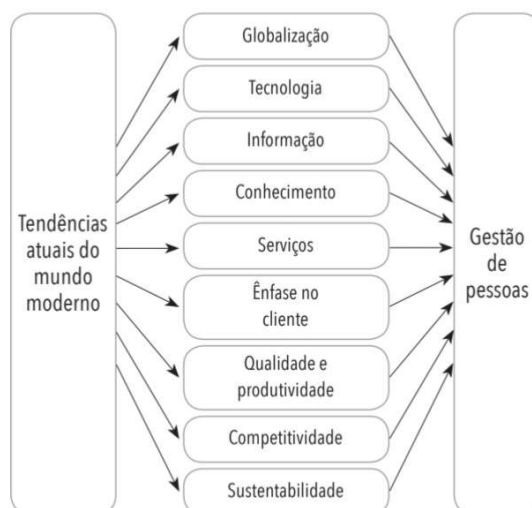 Tendências
atuais do
mundo
moderno
Globalização
Tecnologia
Informação
Conhecimento
Serviços
Ênfase no
cliente
Qualidade e
produtividade
Competitividade
Sustentabilidade
Gestão
de
pessoas